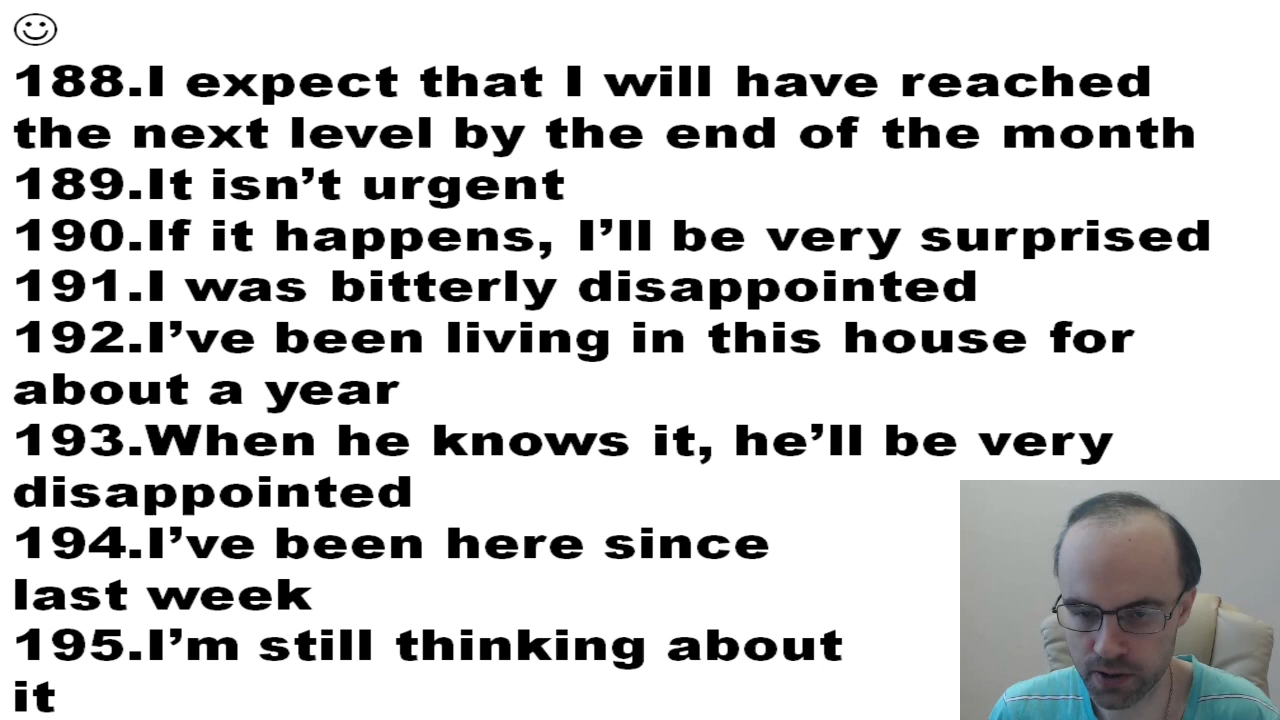 188.I expect that I will have reached
the next level by the end of the month
189.It isn’t urgent
190.If it happens, I’ll be very surprised
191.I was bitterly disappointed
192.I’ve been living in this house for
about a year
193.When he knows it, he’ll be very
disappointed
194.I’ve been here since
last week
195.I’m still thinking about
it